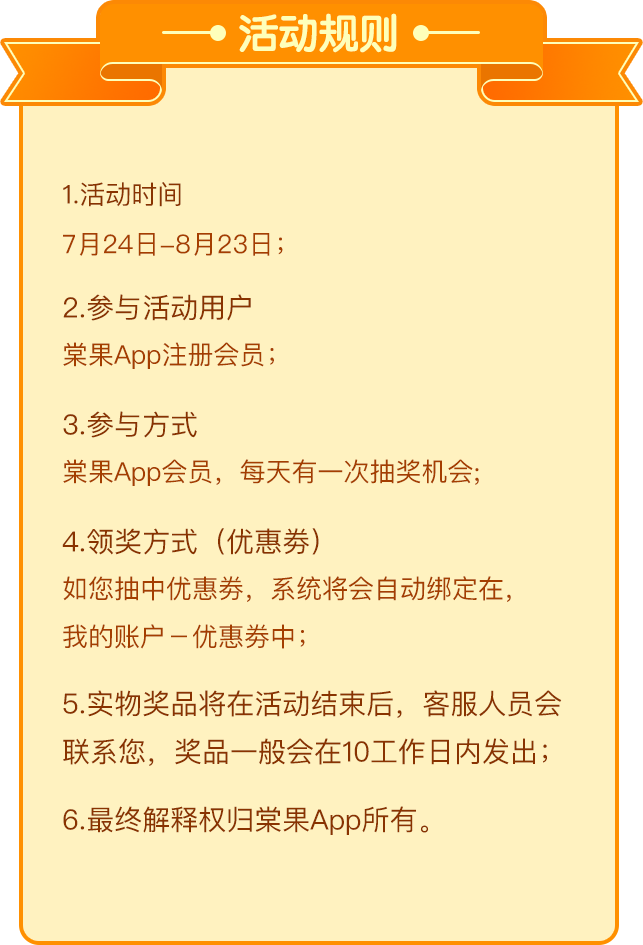 活动规则
1.活动时间
7月24日-8月23日；
2.参与活动用户
棠果App注册会员；
3.参与方式
棠果App会员，每天有一次抽奖机会;
4.领奖方式（优惠券）
如您抽中优惠券，系统将会自动绑定在，
我的账户－优惠券中；
5.实物奖品将在活动结束后，客服人员会
联系您，奖品一般会在10工作日内发出；
6.最终解释权归棠果App所有。